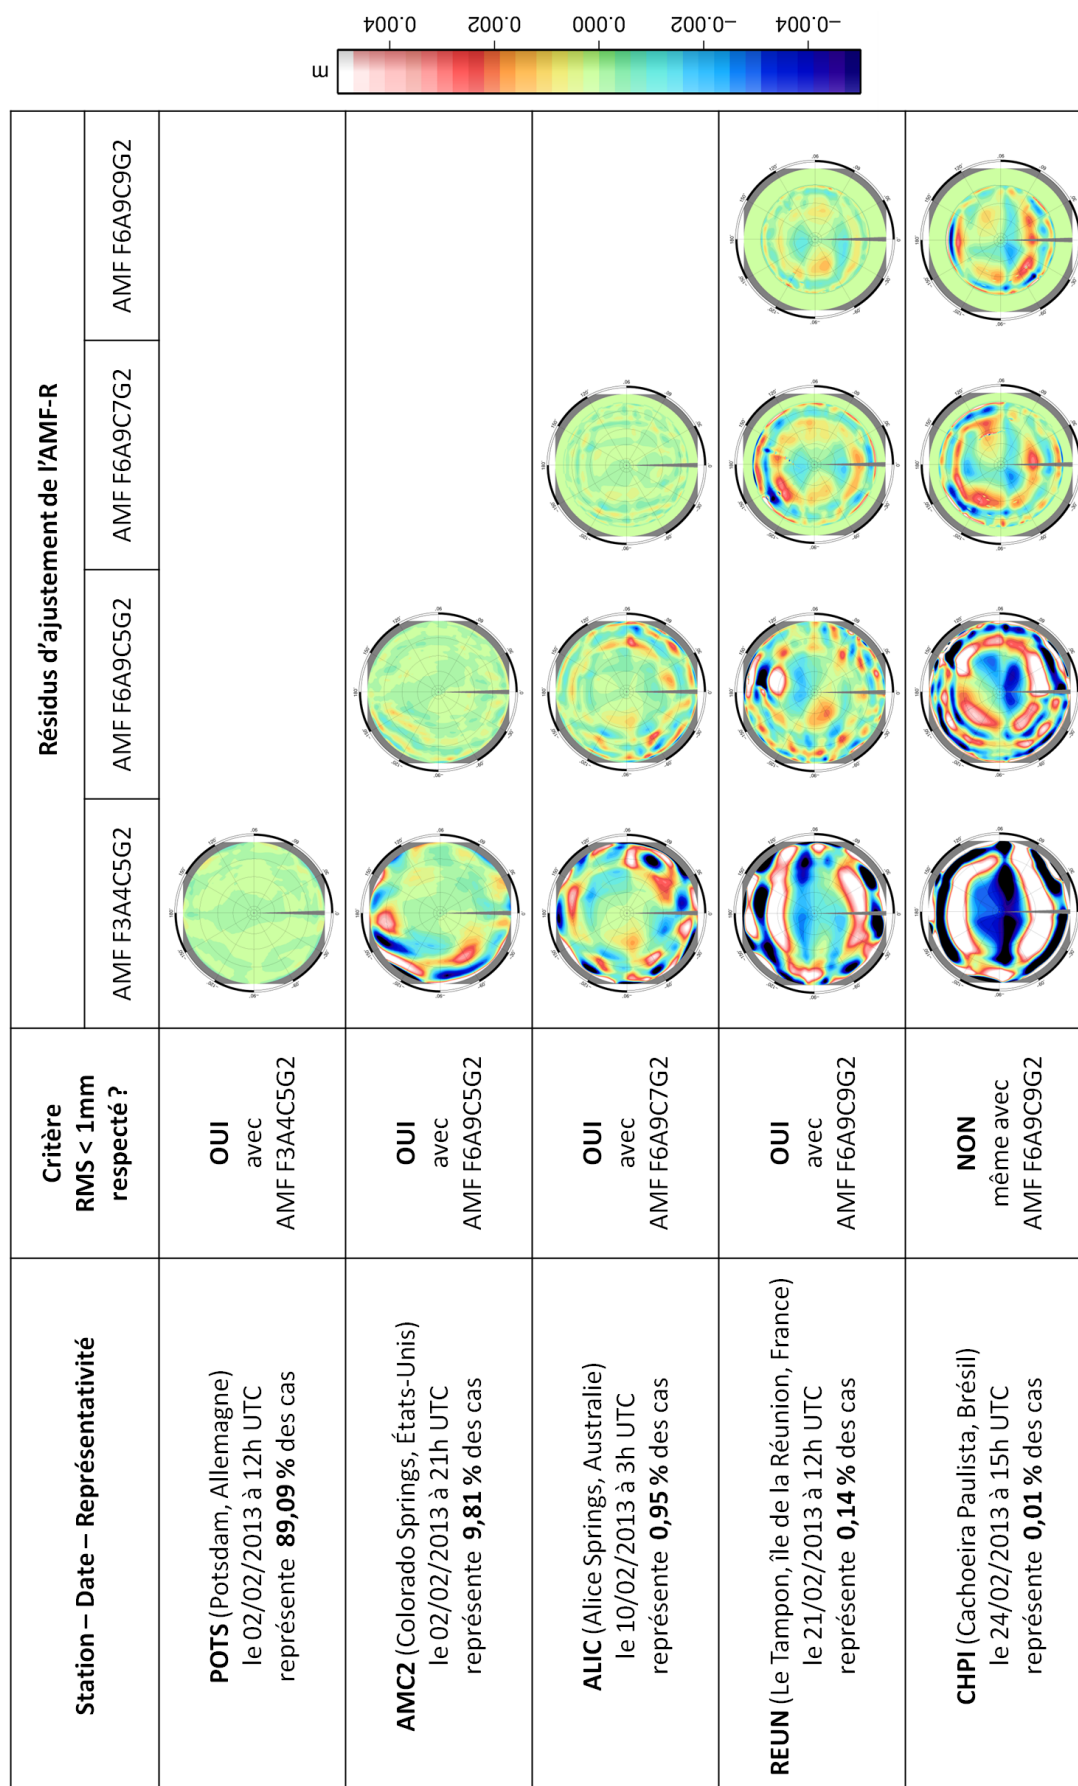 Station – Date – Représentativité
Critère
RMS < 1mm
respecté ?
Résidus d'ajustement de l'AMF-R
AMF F3A4C5G2
AMF F6A9C5G2
AMF F6A9C7G2
AMF F6A9C9G2
POTS (Potsdam, Allemagne)
le 02/02/2013 à 12h UTC
représente 89,09 % des cas
OUI
avec
AMF F3A4C5G2
AMC2 (Colorado Springs, États-Unis)
le 02/02/2013 à 21h UTC
représente 9,81 % des cas
OUI
avec
AMF F6A9C5G2
ALIC (Alice Springs, Australie)
le 10/02/2013 à 3h UTC
représente 0,95 % des cas
OUI
avec
AMF F6A9C7G2
REUN (Le Tampon, île de la Réunion, France)
le 21/02/2013 à 12h UTC
représente 0,14 % des cas
OUI
avec
AMF F6A9C9G2
CHPI (Cachoeira Paulista, Brésil)
le 24/02/2013 à 15h UTC
représente 0,01 % des cas
NON
même avec
AMF F6A9C9G2
m
0.004
0.002
0.000
−0.002
−0.004